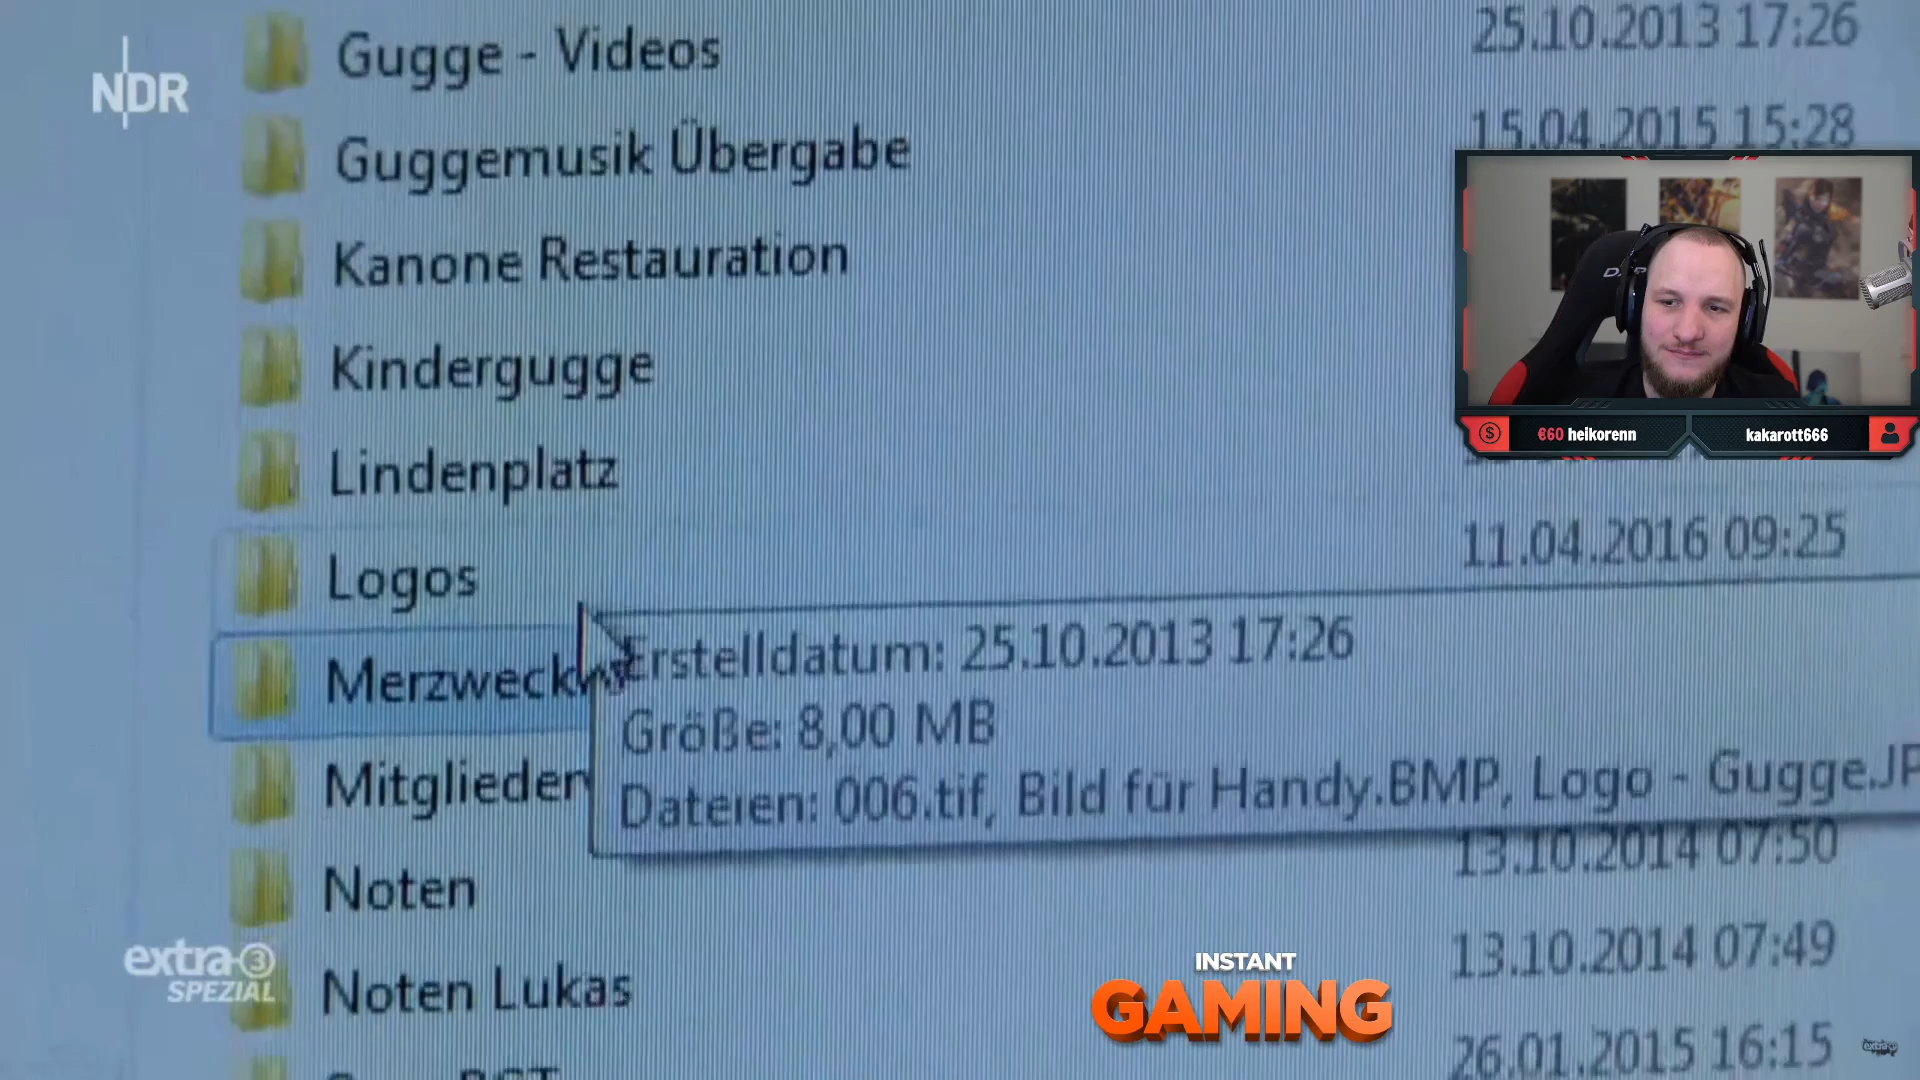 Gugge - Videos
25.10.2013 17:26
NDR
Guggemusik Übergabe
15.04.2015 15:28
Kanone Restauration
Kindergugge
€60 heikorenn
kakarott666
Lindenplatz
11.04.2016 09:25
Logos
Erstelldatum: 25.10.2013 17:26
Größe: 8,00 MB
Dateien: 006.tif, Bild für Handy.BMP, Logo - Gugge.JP
Mitglieder
13.10.2014 07:50
Noten
13.10.2014 07:49
extra 3
SPEZIAL
Noten Lukas
INSTANT
GAMING
26.01.2015 16:15